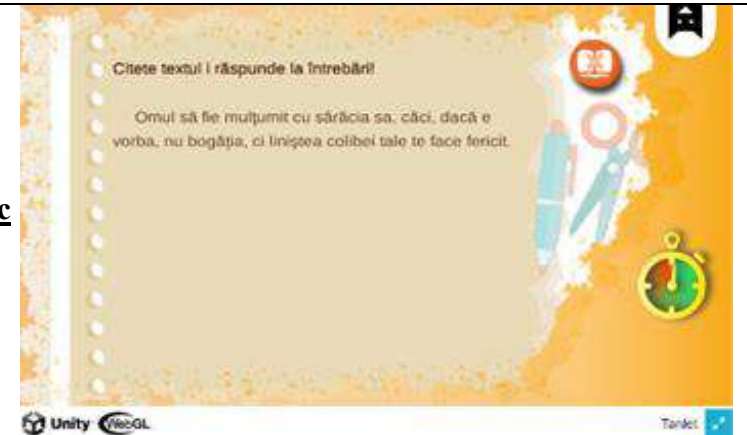 Citete textul i răspunde la întrebări!
Omul să fie mulțumit cu sărăcia sa, căci, dacă e
vorba, nu bogăția, ci liniștea colibei tale te face fericit.
c
Unity WebGL